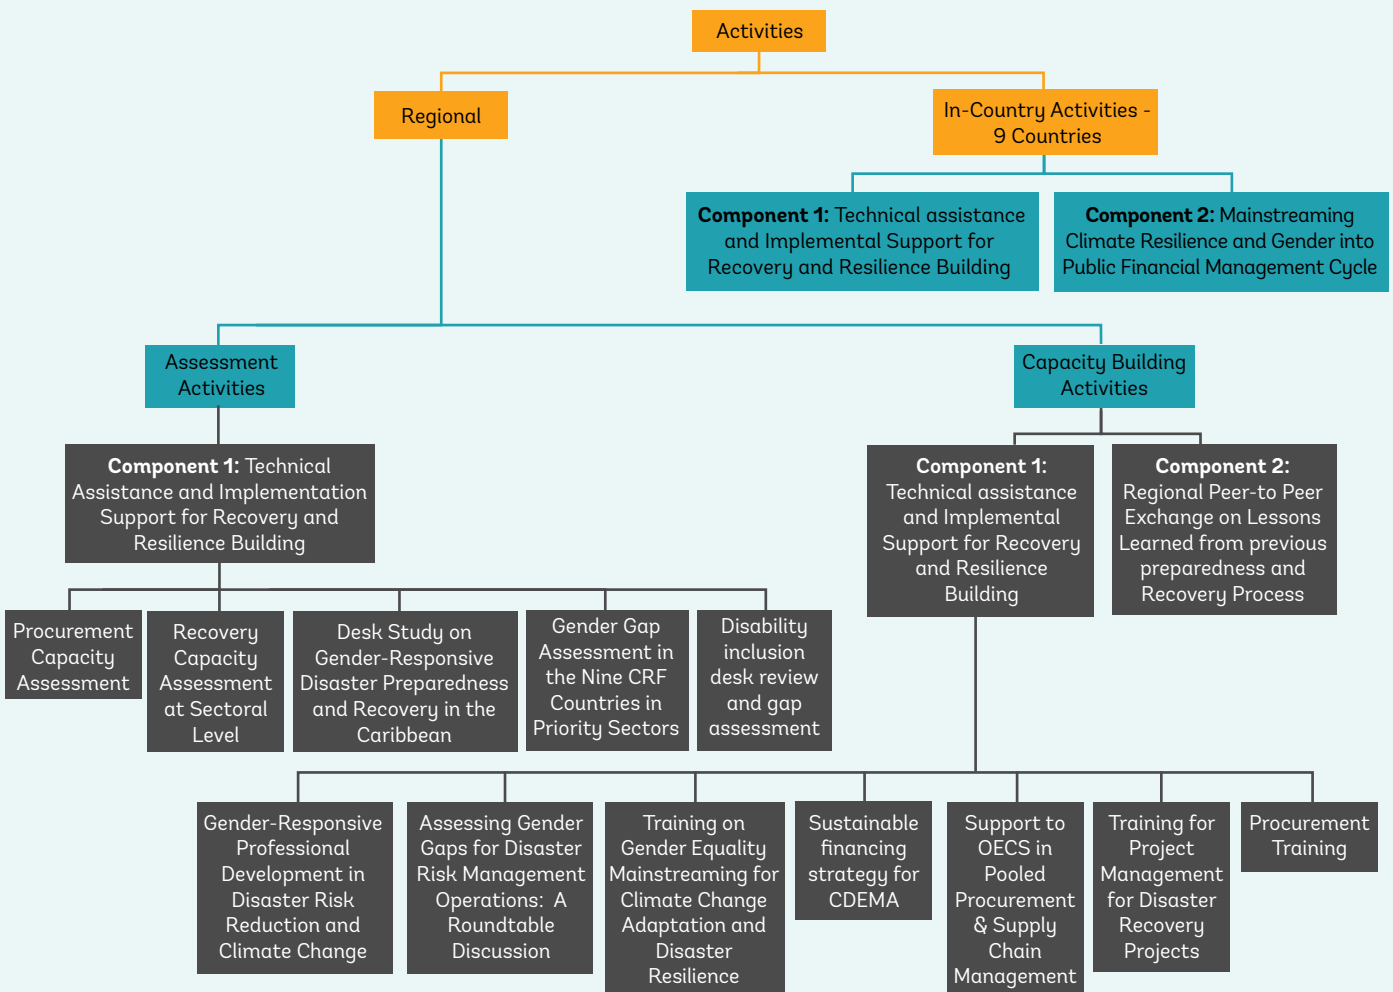 Activities
Regional
In-Country Activities -
9 Countries
Component 1: Technical assistance
and Implemental Support for
Recovery and Resilience Building
Component 2: Mainstreaming
Climate Resilience and Gender into
Public Financial Management Cycle
Assessment
Activities
Capacity Building
Activities
Component 1: Technical
Assistance and Implementation
Support for Recovery and
Resilience Building
Component 1:
Technical assistance
and Implemental
Support for Recovery
and Resilience
Building
Component 2:
Regional Peer-to Peer
Exchange on Lessons
Learned from previous
preparedness and
Recovery Process
Procurement
Capacity
Assessment
Recovery
Capacity
Assessment
at Sectoral
Level
Desk Study on
Gender-Responsive
Disaster Preparedness
and Recovery in the
Caribbean
Gender Gap
Assessment in
the Nine CRF
Countries in
Priority Sectors
Disability
inclusion
desk review
and gap
assessment
Gender-Responsive
Professional
Development in
Disaster Risk
Reduction and
Climate Change
Assessing Gender
Gaps for Disaster
Risk Management
Operations: A
Roundtable
Discussion
Training on
Gender Equality
Mainstreaming for
Climate Change
Adaptation and
Disaster
Resilience
Sustainable
financing
strategy for
CDEMA
Support to
OECS in
Pooled
Procurement
& Supply
Chain
Management
Training for
Project
Management
for Disaster
Recovery
Projects
Procurement
Training